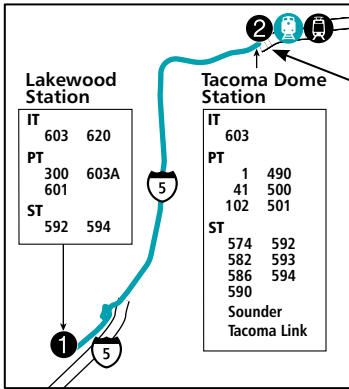 2
Lakewood
Station
IT
603 620
PT
300 603A
601
ST
592 594
Tacoma Dome
Station
IT
603
PT
1 490
41 500
102 501
ST
574 592
582 593
586 594
590
Sounder
Tacoma Link
5
1
5